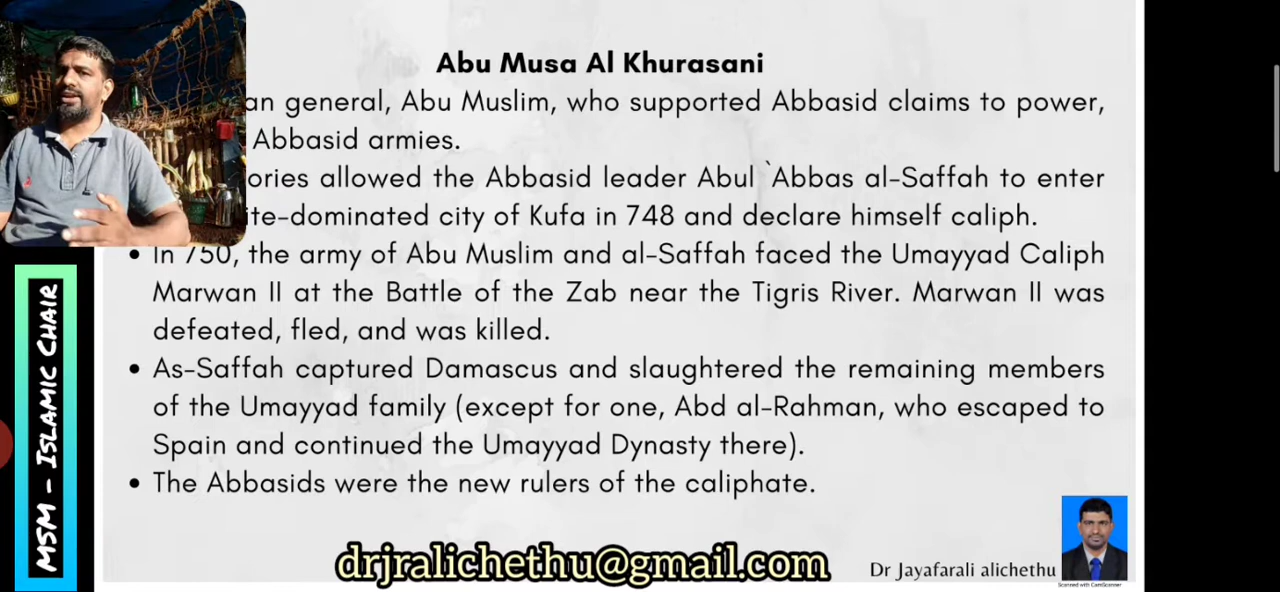 Abu Musa Al Khurasani
an general, Abu Muslim, who supported Abbasid claims to power,
Abbasid armies.
ories allowed the Abbasid leader Abul `Abbas al-Saffah to enter
ite-dominated city of Kufa in 748 and declare himself caliph.
• In 750, the army of Abu Muslim and al-Saffah faced the Umayyad Caliph
Marwan II at the Battle of the Zab near the Tigris River. Marwan II was
defeated, fled, and was killed.
• As-Saffah captured Damascus and slaughtered the remaining members
of the Umayyad family (except for one, Abd al-Rahman, who escaped to
Spain and continued the Umayyad Dynasty there).
• The Abbasids were the new rulers of the caliphate.
MSM - Islamic Chair
drjralichethu@gmail.com
Dr Jayafarali alichethu
Scanned with CamScanner